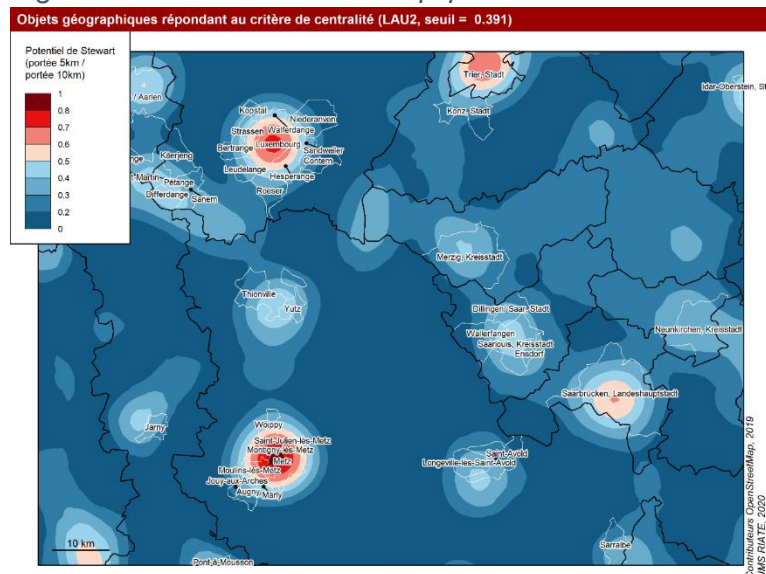 Objets géographiques répondant au critère de centralité (LAU2, seuil = 0.391)
Potentiel de Stewart
(portée 5km /
portée 10km)
1
0.8
0.7
0.6
0.5
0.4
0.3
0.2
0
/ Aarlen
Trier, Stadt
Idar-Oberstein, St
Konz, Stadt
Kopstal
Niederanven
Strassen
Walferdange
Bertrange
Luxembourg
Sandweiler
Contern
Leudelange
Hesperange
Roeser
nge
Käerjeng
t-Martin
Pétange
Differdange
Sanem
Merzig, Kreisstadt
Thionville
Yutz
Dillingen/ Saar, Stadt
Wallerfangen
Saarlouis, Kreisstadt
Ensdorf
Neunkirchen, Kreisstadt
Saarbrücken, Landeshauptstadt
Jarny
Woippy
Saint-Julien-lès-Metz
Montigny-lès-Metz
Metz
Moulins-lès-Metz
Jouy-aux-Arches
Augny
Marly
Saint-Avold
Longeville-lès-Saint-Avold
Pont-à-Mousson
Sarralbe
10 km
Contributeurs OpenStreetMap, 2019
UMS RIATE, 2020